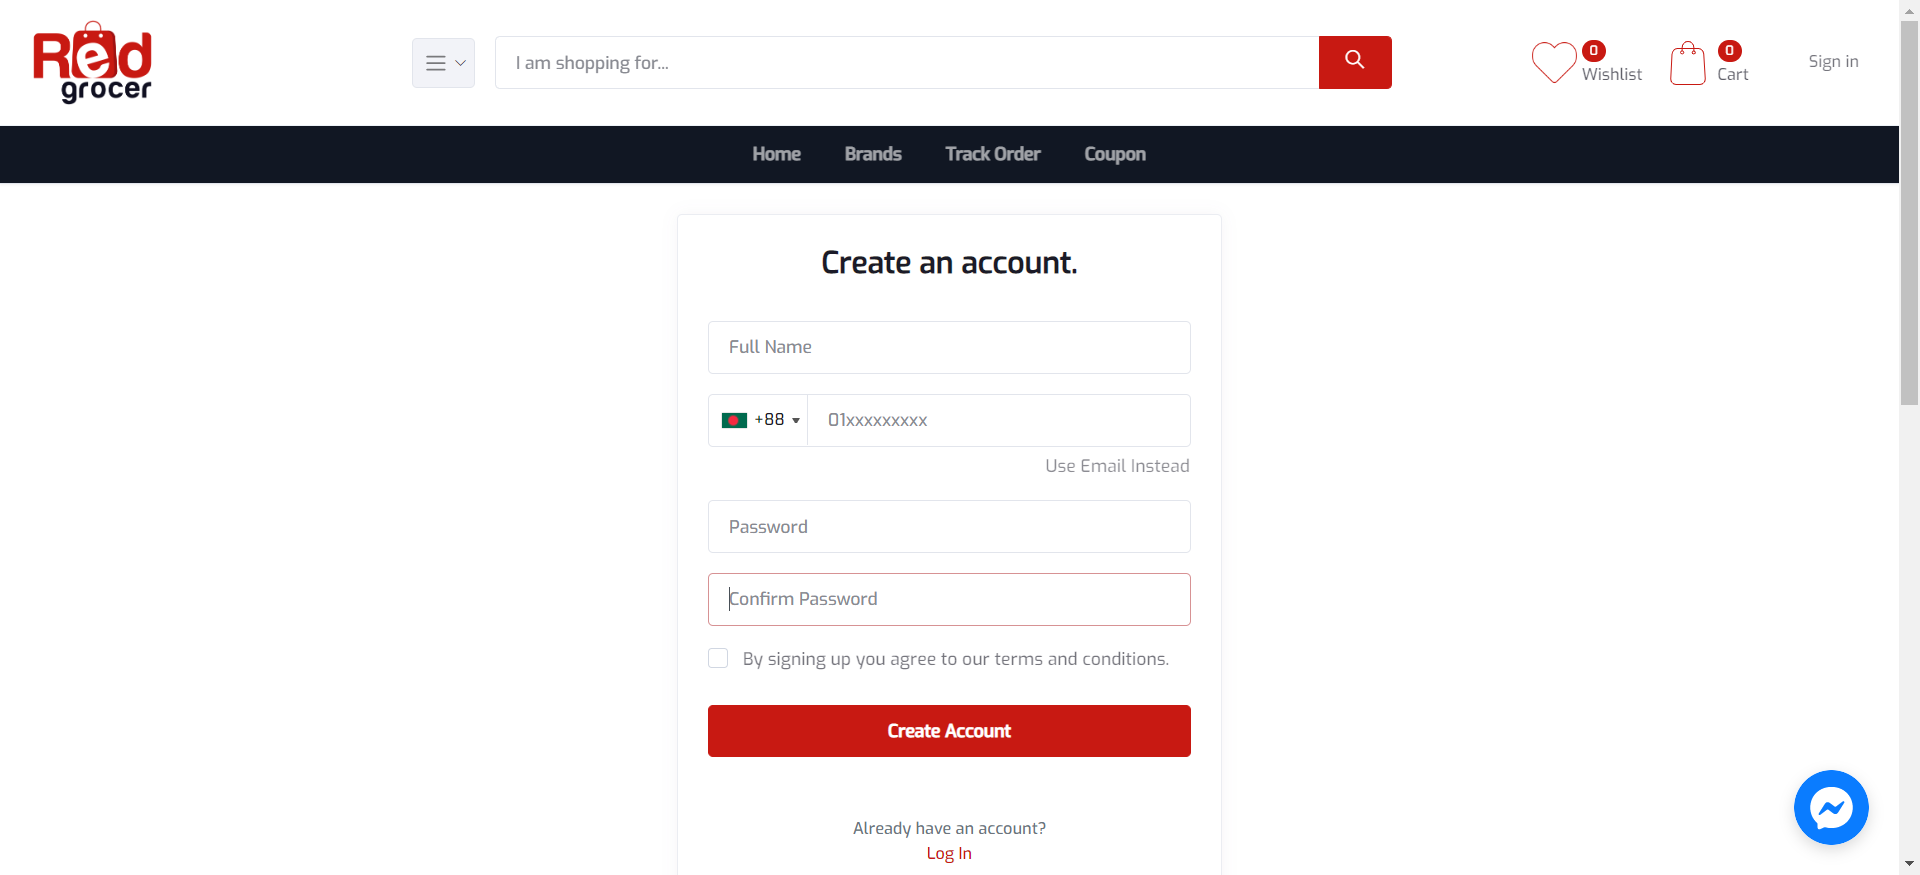 Red
grocer
I am shopping for...
0
Wishlist
0
Cart
Sign in
Home
Brands
Track Order
Coupon
Create an account.
Full Name
+88
01xxxxxxxxx
Use Email Instead
Password
Confirm Password
By signing up you agree to our terms and conditions.
Create Account
Already have an account?
Log In